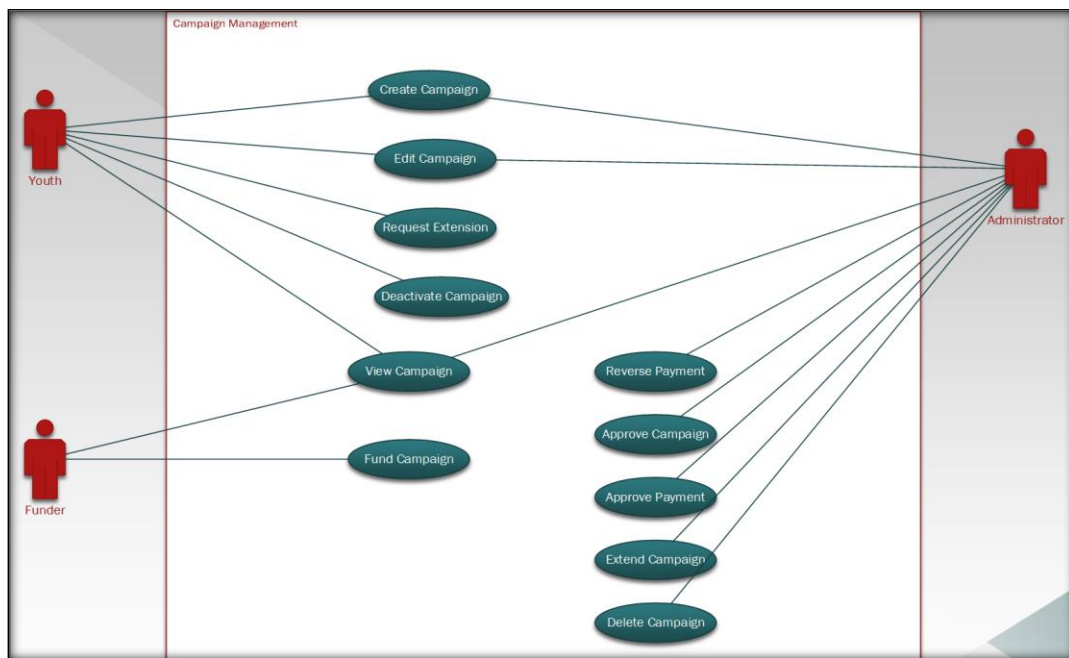 Campaign Management
Create Campaign
Edit Campaign
Youth
Administrator
Request Extension
Deactivate Campaign
View Campaign
Reverse Payment
Approve Campaign
Fund Campaign
Approve Payment
Funder
Extend Campaign
Delete Campaign